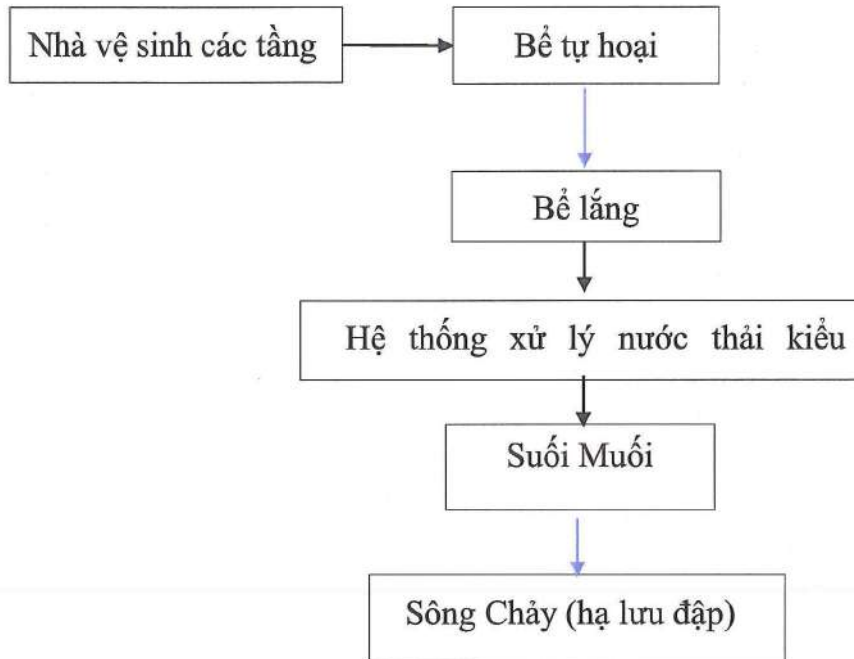 Nhà vệ sinh các tầng
Bể tự hoại
Bể lắng
Hệ thống xử lý nước thải kiểu
Suối Muối
Sông Chảy (hạ lưu đập)